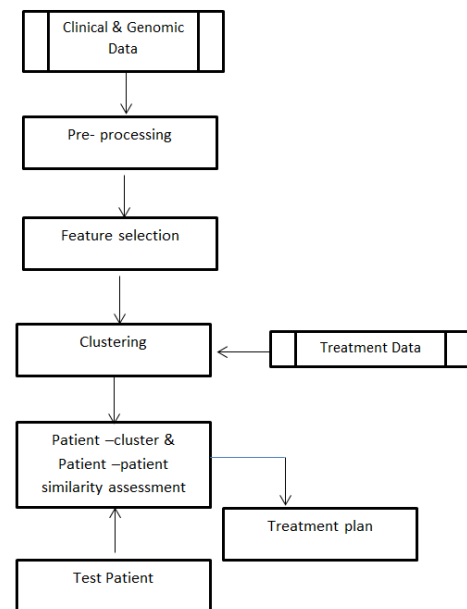 Clinical & Genomic
Data
Pre- processing
Feature selection
Clustering
Treatment Data
Patient –cluster &
Patient –patient
similarity assessment
Treatment plan
Test Patient